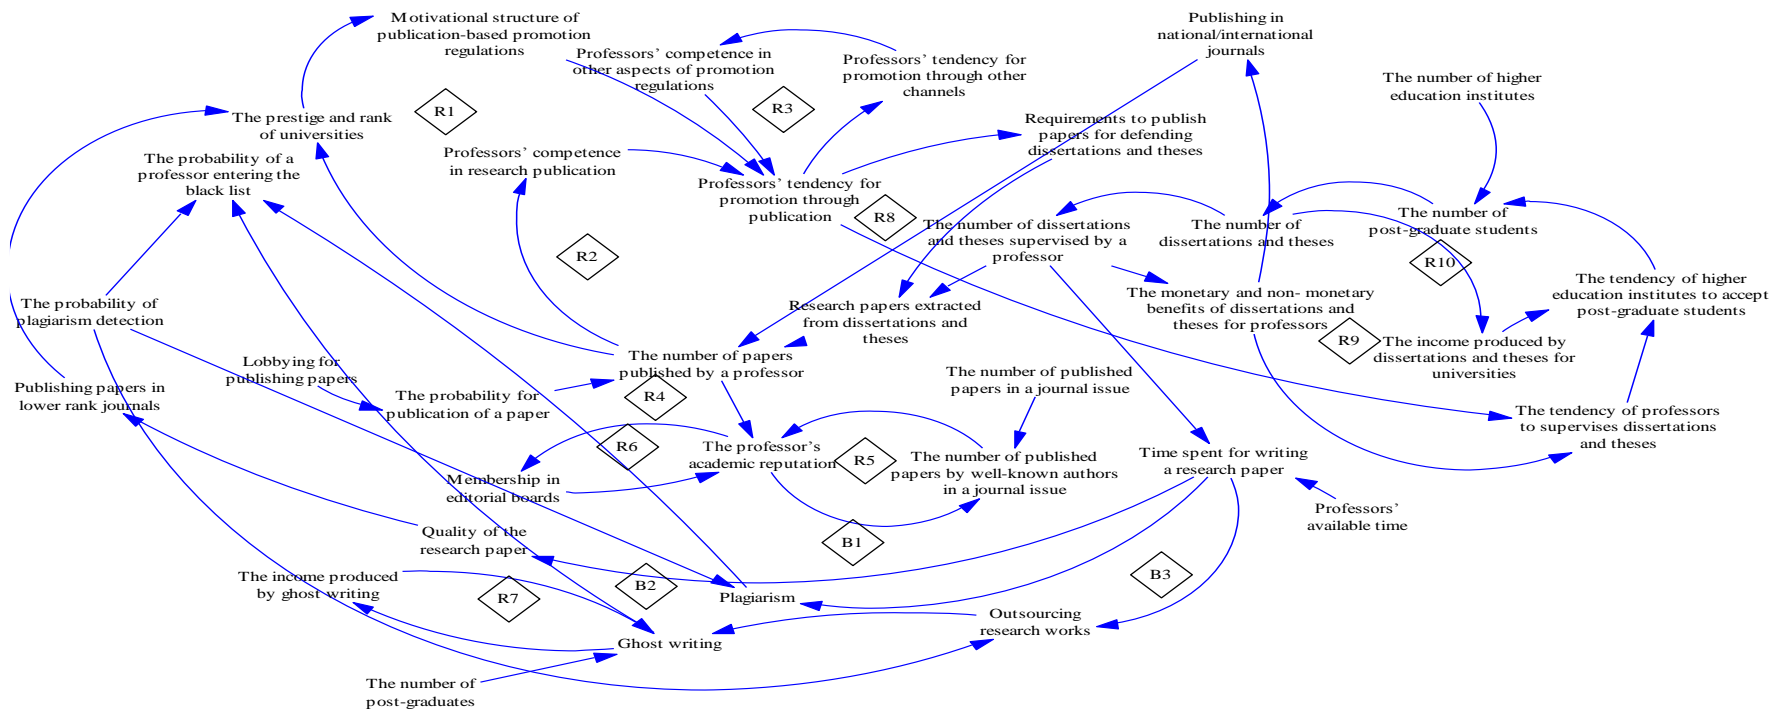 Motivational structure of
publication-based promotion
regulations
Professors' competence in
other aspects of promotion
regulations
Professors' tendency for
promotion through other
channels
Publishing in
national/international
journals
The number of higher
education institutes
R1
R3
The prestige and rank
of universities
Requirements to publish
papers for defending
dissertations and theses
Professors' competence
in research publication
The probability of a
professor entering the
black list
Professors' tendency for
promotion through
publication
R8
The number of dissertations
and theses supervised by a
professor
The number of
dissertations and theses
The number of
post-graduate students
R2
R10
The tendency of higher
education institutes to accept
post-graduate students
The probability of
plagiarism detection
Research papers extracted
from dissertations and
theses
The monetary and non- monetary
benefits of dissertations and
theses for professors
R9
The income produced by
dissertations and theses for
universities
Lobbying for
publishing papers
The number of papers
published by a professor
The number of published
papers in a journal issue
Publishing papers in
lower rank journals
The probability for
publication of a paper
R4
The tendency of professors
to supervises dissertations
and theses
R6
The professor's
academic reputation
R5
The number of published
papers by well-known authors
in a journal issue
Time spent for writing
a research paper
Membership in
editorial boards
Professors'
available time
Quality of the
research paper
B1
The income produced
by ghost writing
R7
B2
Plagiarism
B3
Outsourcing
research works
Ghost writing
The number of
post-graduates